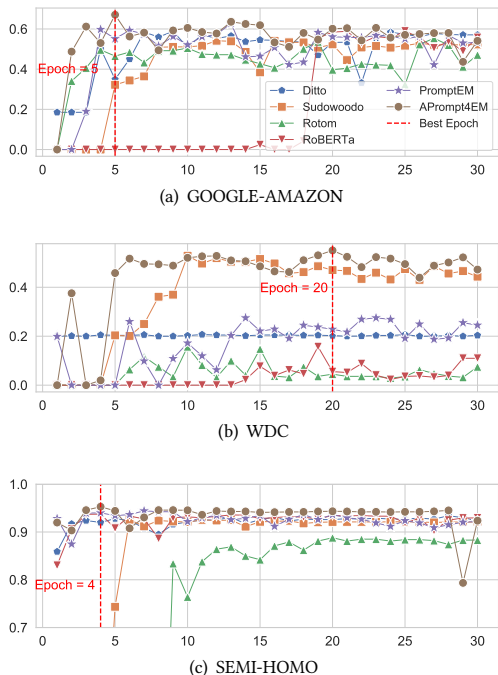 0.6
0.4
0.2
0.0
Epoch = 5
Ditto
Sudowoodo
Rotom
RoBERTa
PromptEM
APrompt4EM
Best Epoch
0 5 10 15 20 25 30
(a) GOOGLE-AMAZON
0.4
0.2
0.0
Epoch = 20
0 5 10 15 20 25 30
(b) WDC
1.0
0.9
0.8
0.7
Epoch = 4
0 5 10 15 20 25 30
(c) SEMI-HOMO